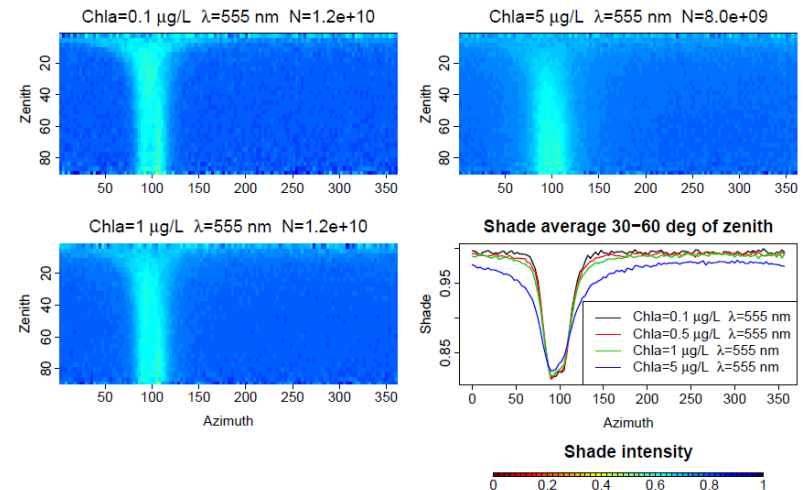 Chla=0.1 μg/L λ=555 nm N=1.2e+10
Zenith
20
40
60
80
50 100 150 200 250 300 350
Chla=5 μg/L λ=555 nm N=8.0e+09
Zenith
20
40
60
80
50 100 150 200 250 300 350
Chla=1 μg/L λ=555 nm N=1.2e+10
Zenith
20
40
60
80
50 100 150 200 250 300 350
Azimuth
Shade average 30−60 deg of zenith
Shade
0.95
0.85
Chla=0.1 μg/L λ=555 nm
Chla=0.5 μg/L λ=555 nm
Chla=1 μg/L λ=555 nm
Chla=5 μg/L λ=555 nm
0 50 100 150 200 250 300 350
Azimuth
Shade intensity
0 0.2 0.4 0.6 0.8 1